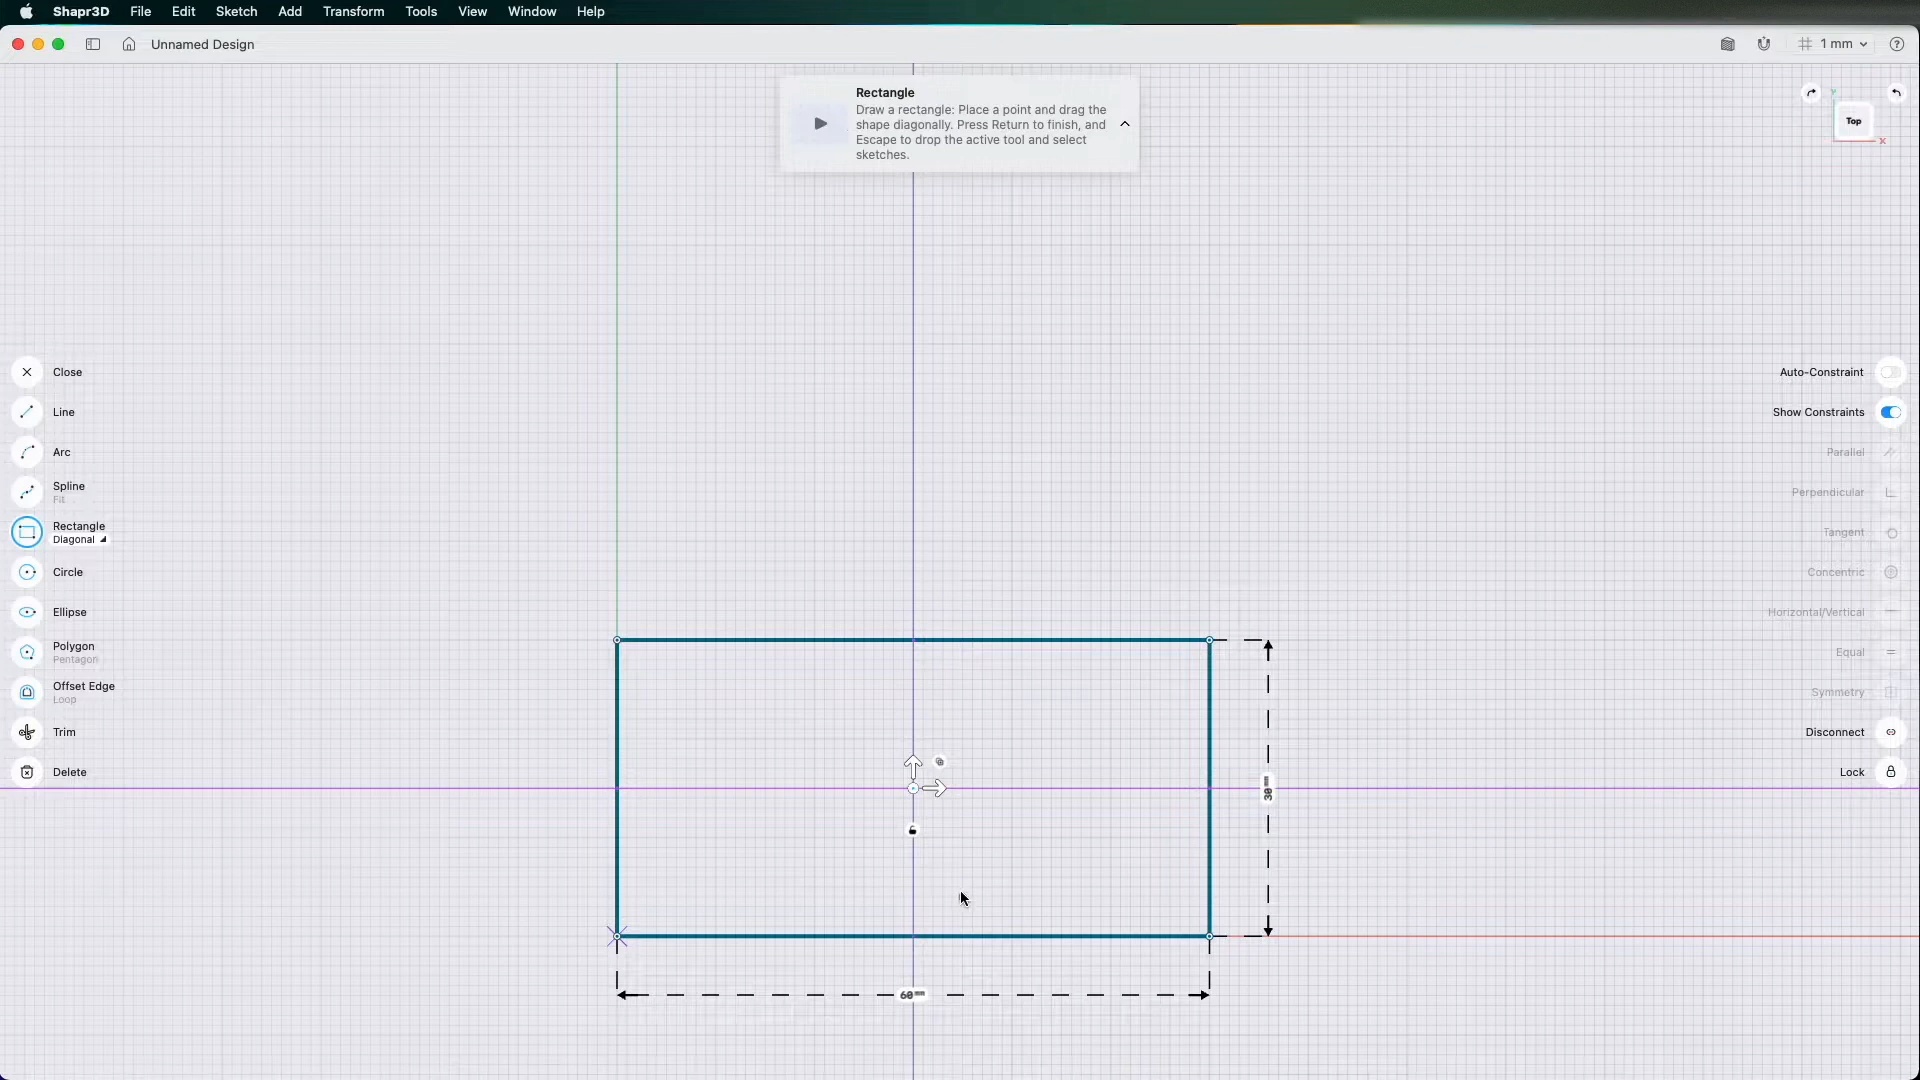 Shapr3D File Edit Sketch Add Transform Tools View Window Help
Unnamed Design
1 mm
Rectangle
Draw a rectangle: Place a point and drag the
shape diagonally. Press Return to finish, and
Escape to drop the active tool and select
sketches.
Y
Top
X
Close
Line
Arc
Spline
Fit
Rectangle
Diagonal
Circle
Ellipse
Polygon
Pentagon
Offset Edge
Loop
Trim
Delete
Auto-Constraint
Show Constraints
Parallel
Perpendicular
Tangent
Concentric
Horizontal/Vertical
Equal
Symmetry
Disconnect
Lock
30 mm
60 mm